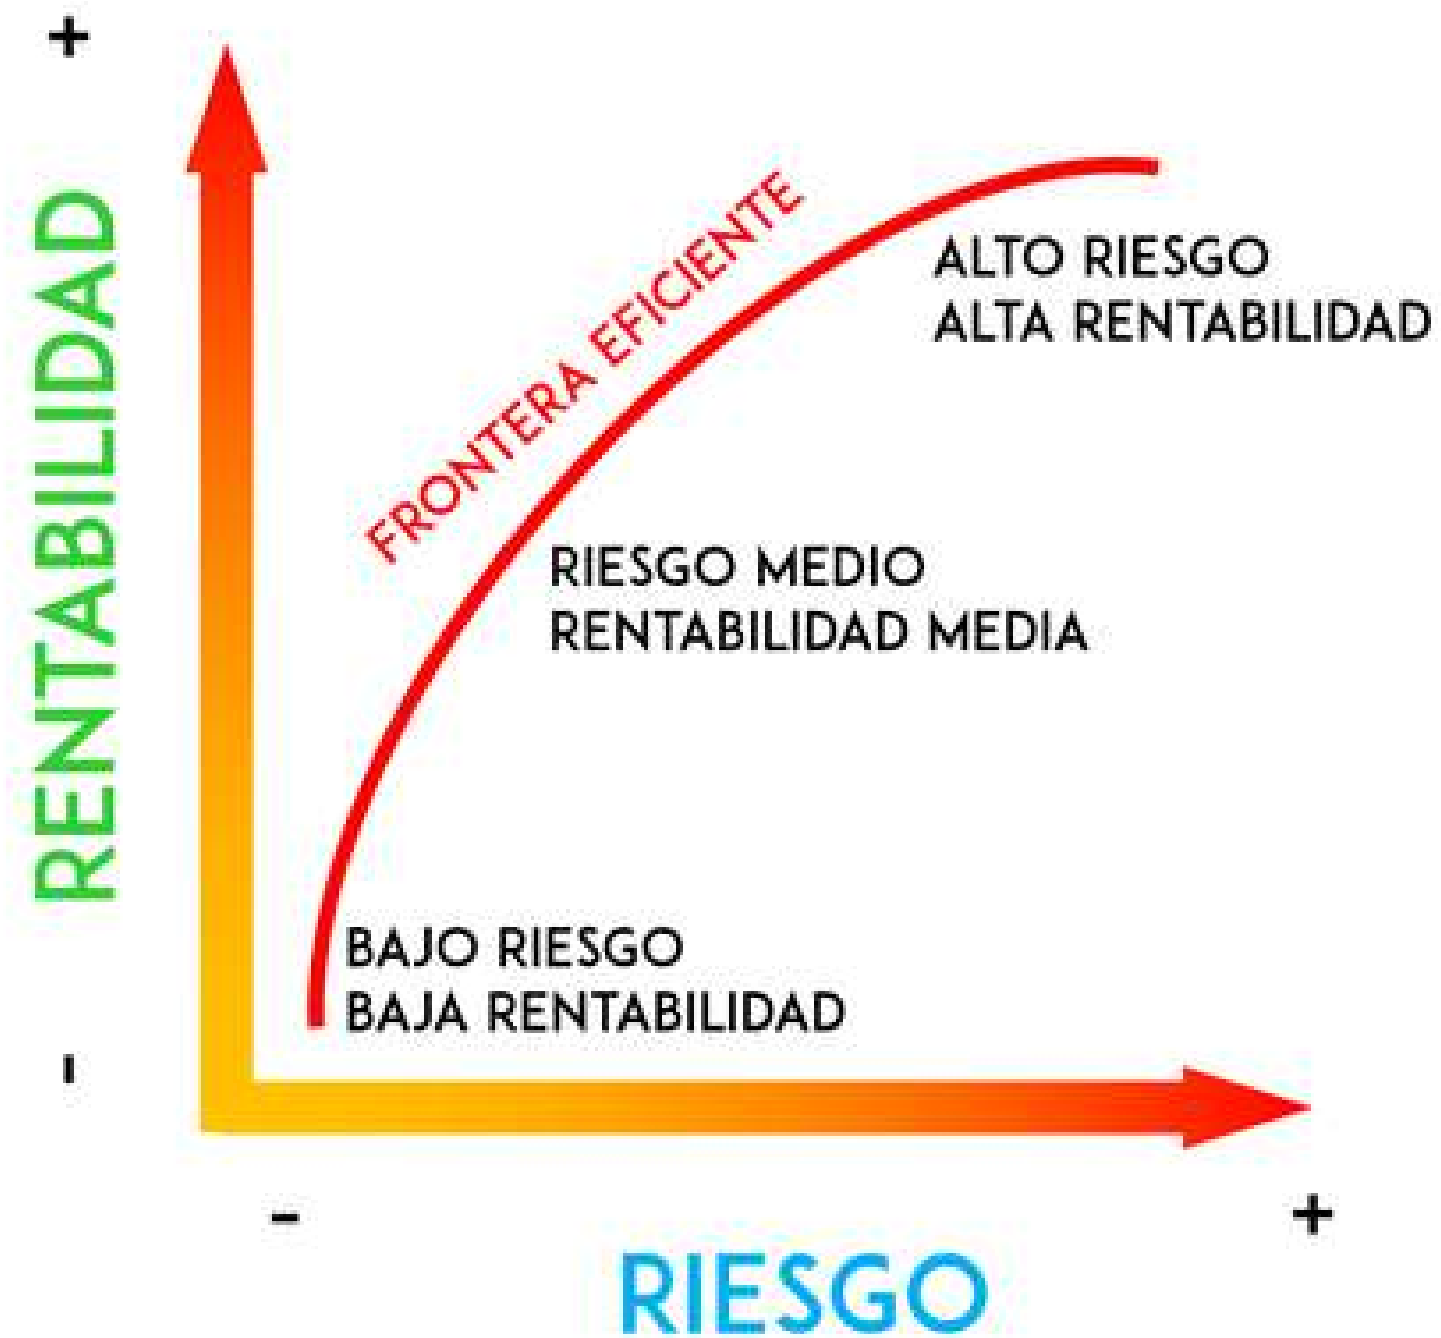 +
RENTABILIDAD
-
FRONTERA EFICIENTE
ALTO RIESGO
ALTA RENTABILIDAD
RIESGO MEDIO
RENTABILIDAD MEDIA
BAJO RIESGO
BAJA RENTABILIDAD
- +
RIESGO